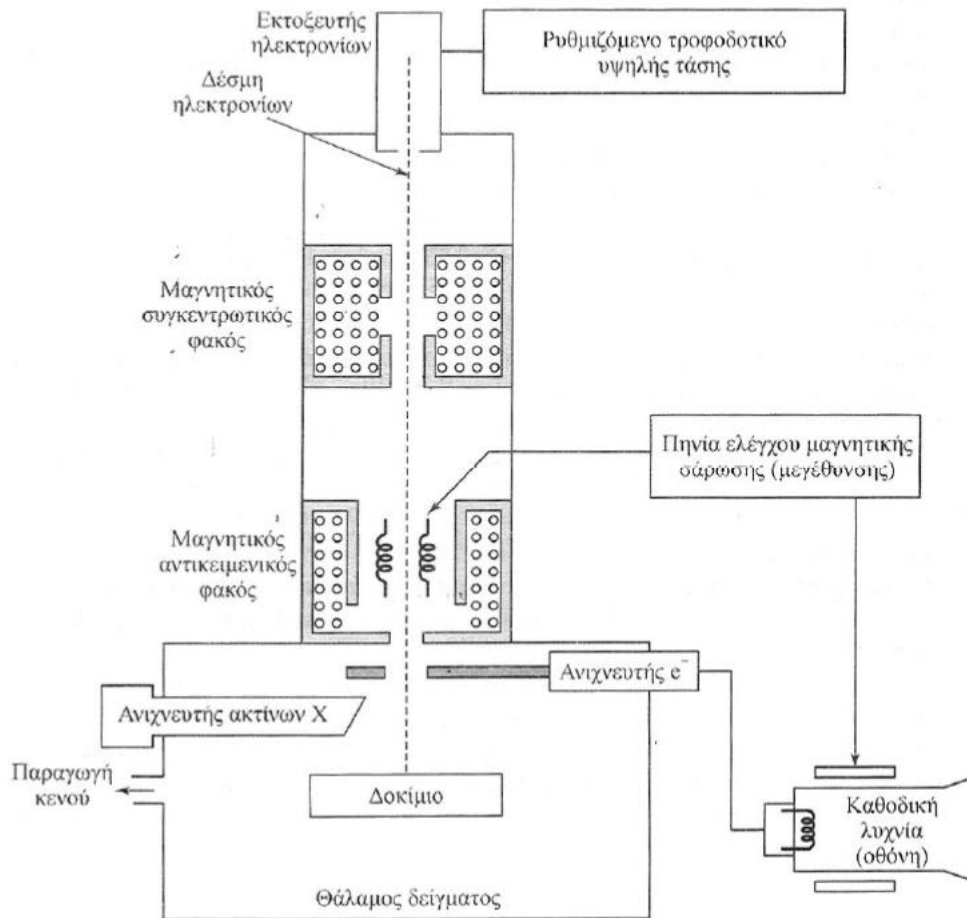 Εκτοξευτής
ηλεκτρονίων
Ρυθμιζόμενο τροφοδοτικό
υψηλής τάσης
Δέσμη
ηλεκτρονίων
Μαγνητικός
συγκεντρωτικός
φακός
Πηνία ελέγχου μαγνητικής
σάρωσης (μεγέθυνσης)
Μαγνητικός
αντικειμενικός
φακός
Ανιχνευτής e⁻
Ανιχνευτής ακτίνων Χ
Παραγωγή
κενού
Δοκίμιο
Καθοδική
λυχνία
(οθόνη)
Θάλαμος δείγματος